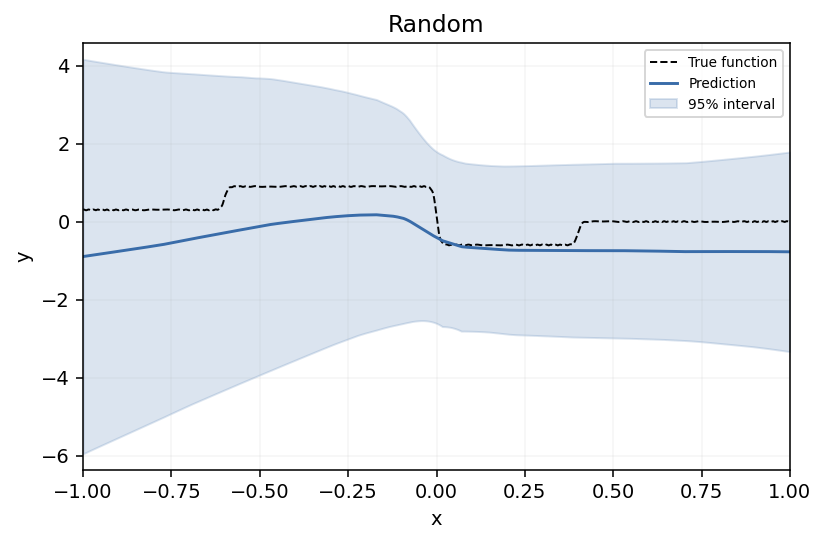 Random
True function
Prediction
95% interval
4
2
0
−2
−4
−6
y
−1.00 −0.75 −0.50 −0.25 0.00 0.25 0.50 0.75 1.00
x